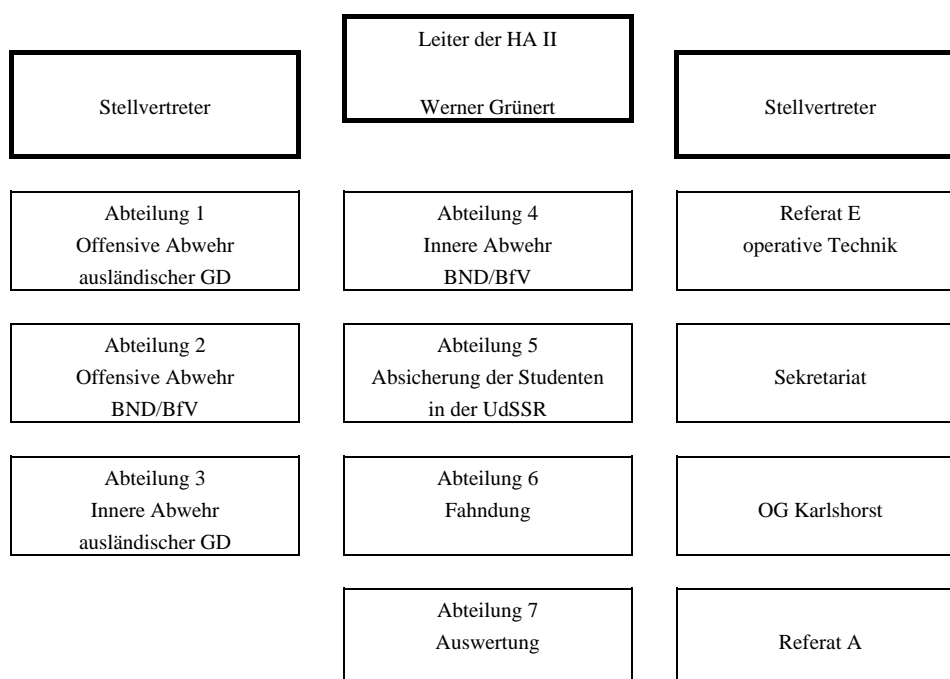 Leiter der HA II
Werner Grünert
Stellvertreter
Stellvertreter
Abteilung 1
Offensive Abwehr
ausländischer GD
Abteilung 4
Innere Abwehr
BND/BfV
Referat E
operative Technik
Abteilung 2
Offensive Abwehr
BND/BfV
Abteilung 5
Absicherung der Studenten
in der UdSSR
Sekretariat
Abteilung 3
Innere Abwehr
ausländischer GD
Abteilung 6
Fahndung
OG Karlshorst
Abteilung 7
Auswertung
Referat A